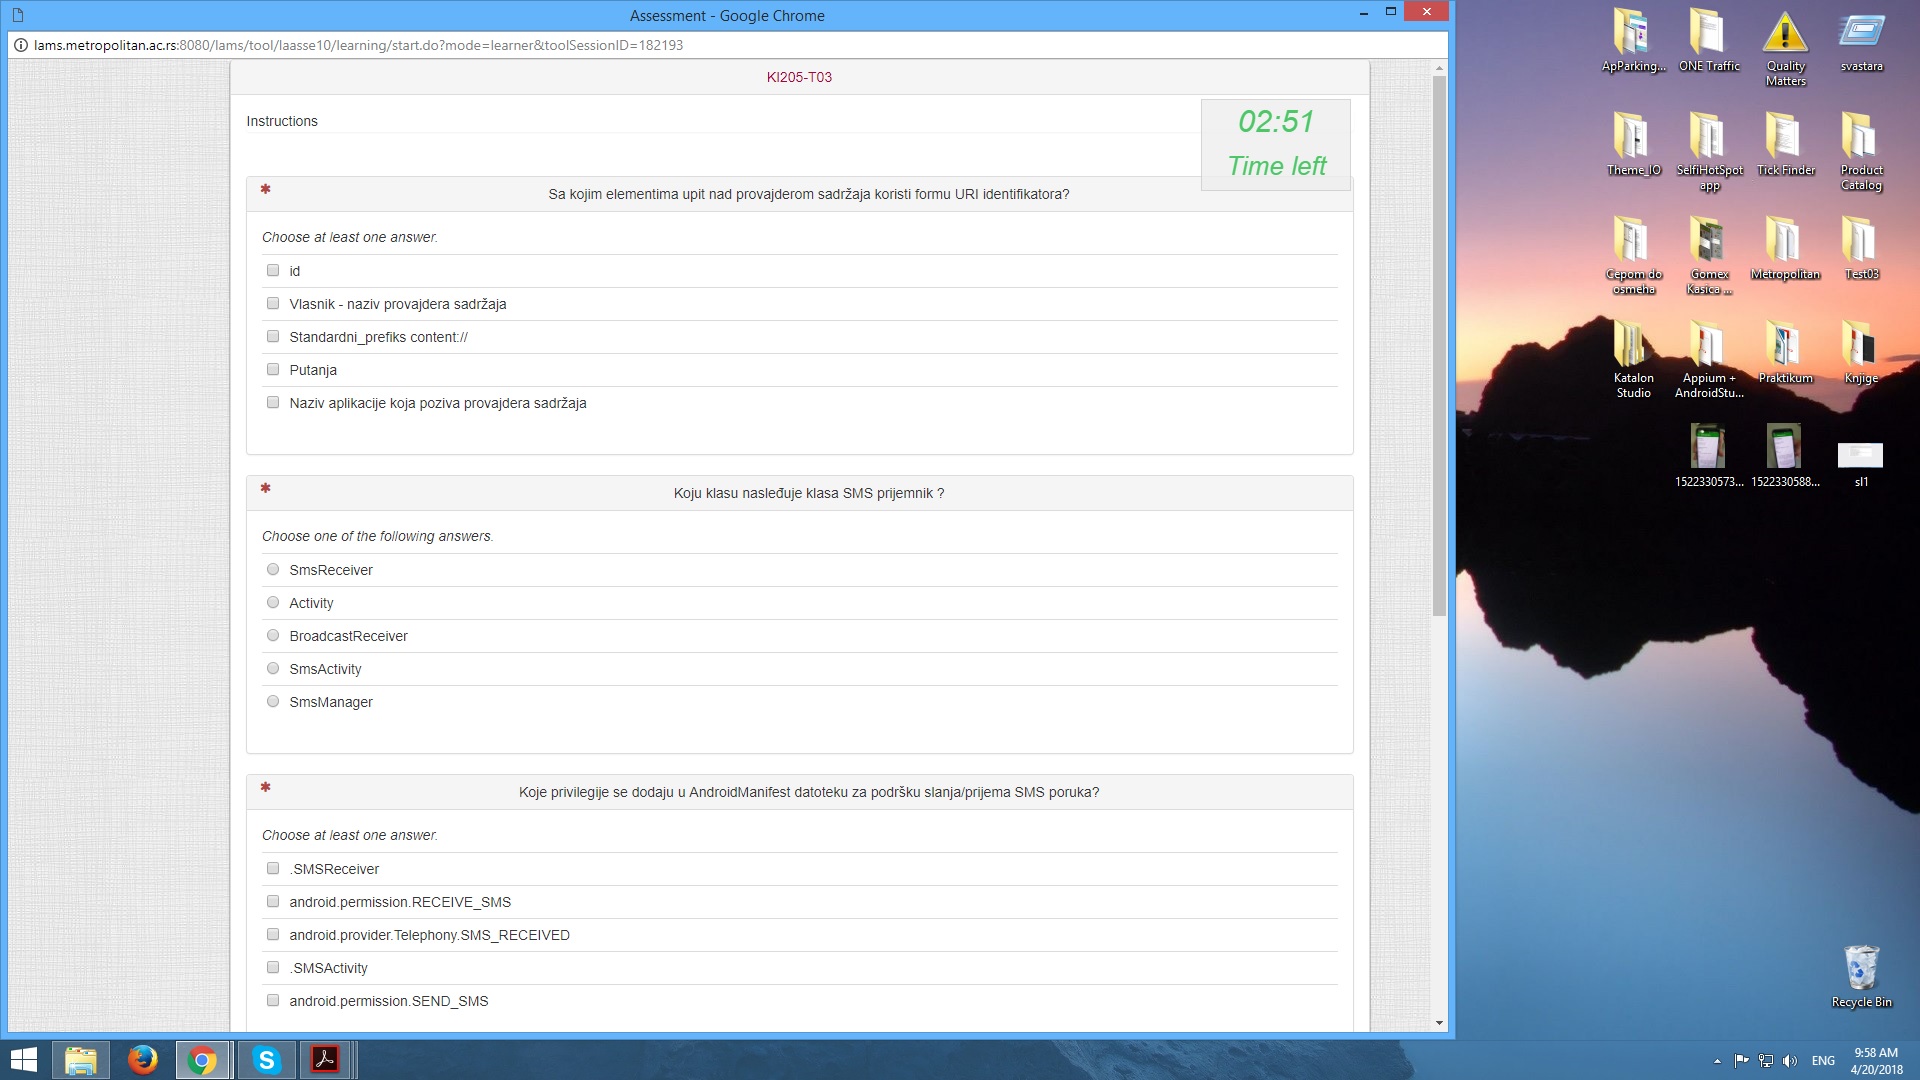 Assessment - Google Chrome
lams.metropolitan.ac.rs:8080/lams/tool/laasse10/learning/start.do?mode=learner&toolSessionID=182193
KI205-T03
Instructions
02:51
Time left
* Sa kojim elementima upit nad provajderom sadržaja koristi formu URI identifikatora?
Choose at least one answer.
id
Vlasnik - naziv provajdera sadržaja
Standardni_prefiks content://
Putanja
Naziv aplikacije koja poziva provajdera sadržaja
* Koju klasu nasleđuje klasa SMS prijemnik ?
Choose one of the following answers.
SmsReceiver
Activity
BroadcastReceiver
SmsActivity
SmsManager
* Koje privilegije se dodaju u AndroidManifest datoteku za podršku slanja/prijema SMS poruka?
Choose at least one answer.
.SMSReceiver
android.permission.RECEIVE_SMS
android.provider.Telephony.SMS_RECEIVED
.SMSActivity
android.permission.SEND_SMS
ApParking...
ONE Traffic
Quality
Matters
svastara
Theme_IO
SelfiHotSpot
app
Tick Finder
Product
Catalog
Cepom do
osmeha
Gomex
Kasica ...
Metropolitan
Test03
Katalon
Studio
Appium +
AndroidStu...
Praktikum
Knjige
1522330573...
1522330588...
sl1
Recycle Bin
ENG
9:58 AM
4/20/2018